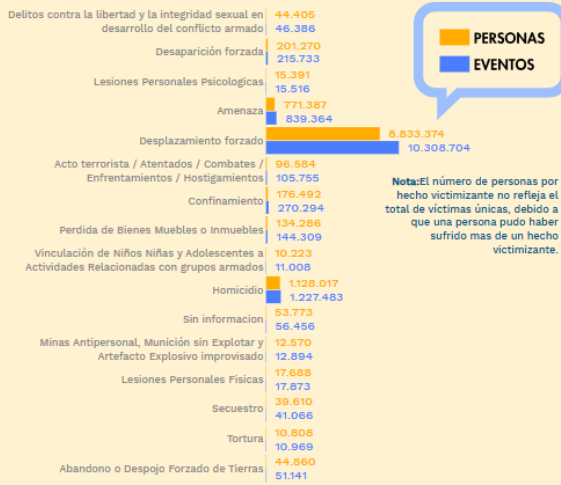 Delitos contra la libertad y la integridad sexual en
desarrollo del conflicto armado
44.405
46.386
PERSONAS
EVENTOS
Desaparición forzada
201.270
215.733
Lesiones Personales Psicologicas
15.391
15.516
Amenaza
771.387
839.364
Desplazamiento forzado
8.833.374
10.308.704
Acto terrorista / Atentados / Combates /
Enfrentamientos / Hostigamientos
96.584
105.755
Confinamiento
176.492
270.294
Nota:El número de personas por
hecho victimizante no refleja el
total de víctimas únicas, debido a
que una persona pudo haber
sufrido mas de un hecho
victimizante.
Perdida de Bienes Muebles o Inmuebles
134.286
144.309
Vinculación de Niños Niñas y Adolescentes a
Actividades Relacionadas con grupos armados
10.223
11.008
Homicidio
1.128.017
1.227.483
Sin informacion
53.773
56.456
Minas Antipersonal, Munición sin Explotar y
Artefacto Explosivo improvisado
12.570
12.894
Lesiones Personales Físicas
17.688
17.873
Secuestro
39.610
41.066
Tortura
10.808
10.969
Abandono o Despojo Forzado de Tierras
44.860
51.141